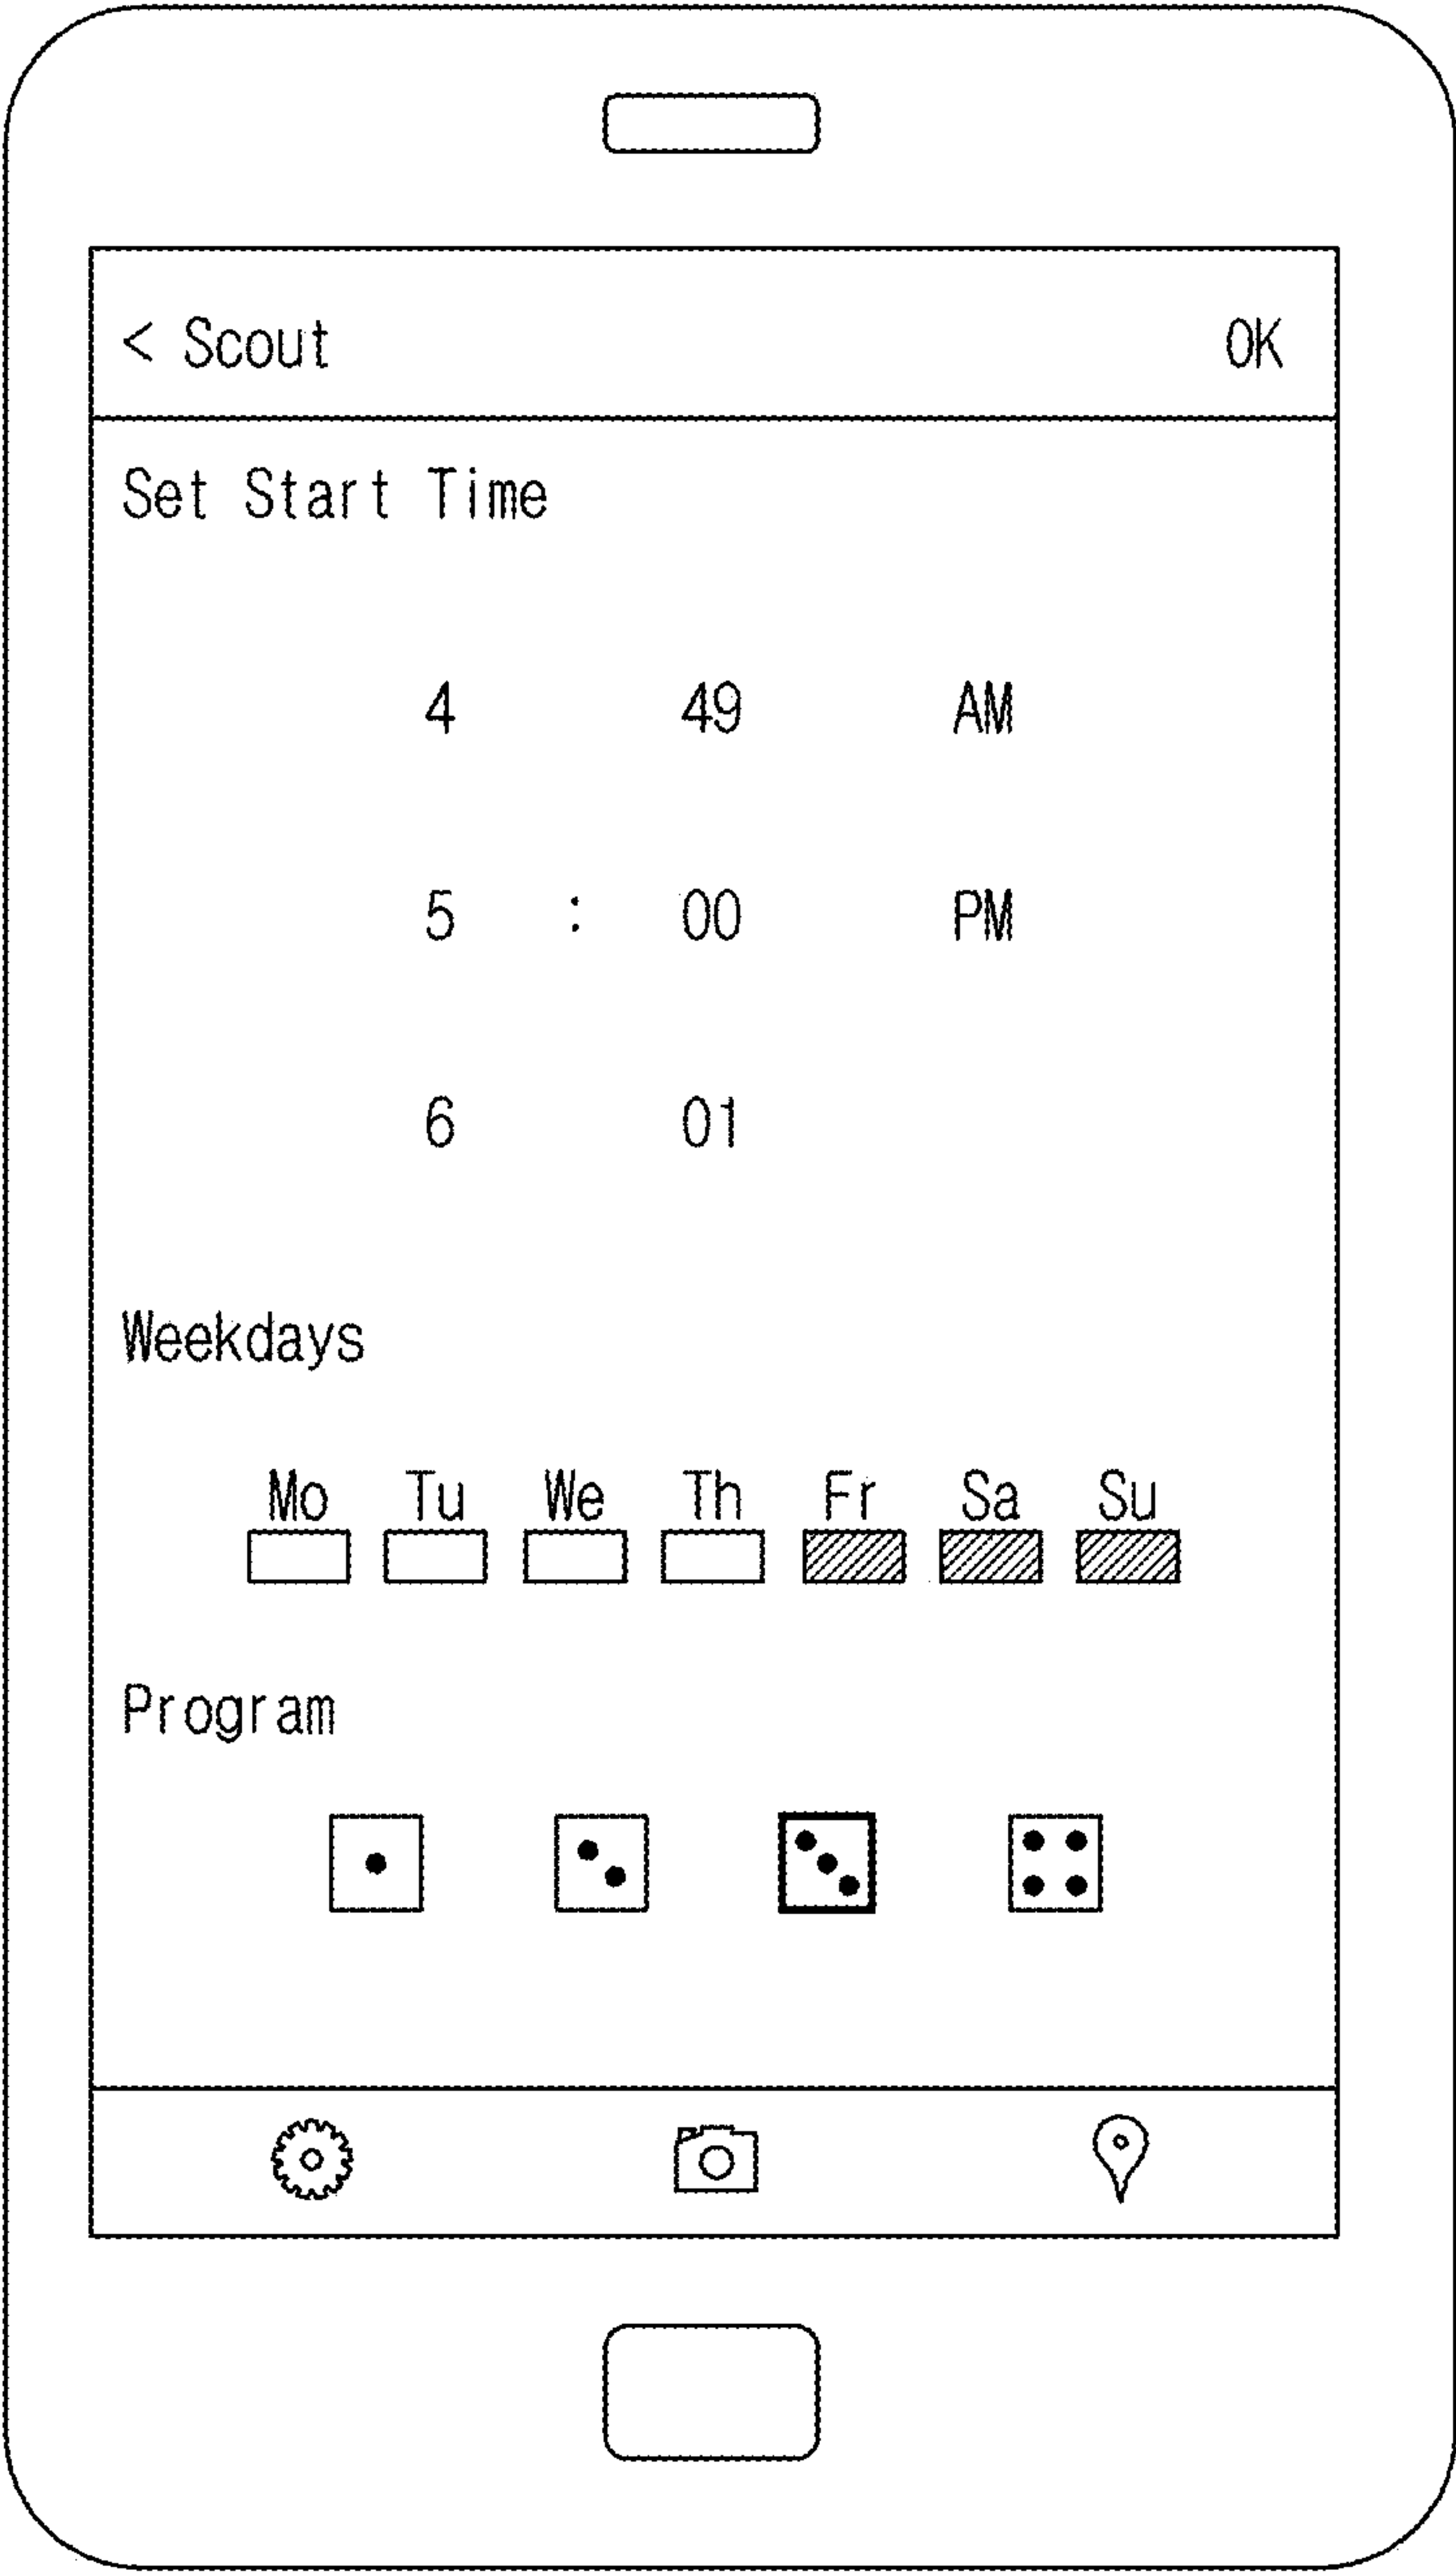 < Scout OK
Set Start Time
4 49 AM
5 : 00 PM
6 01
Weekdays
Mo Tu We Th Fr Sa Su
Program